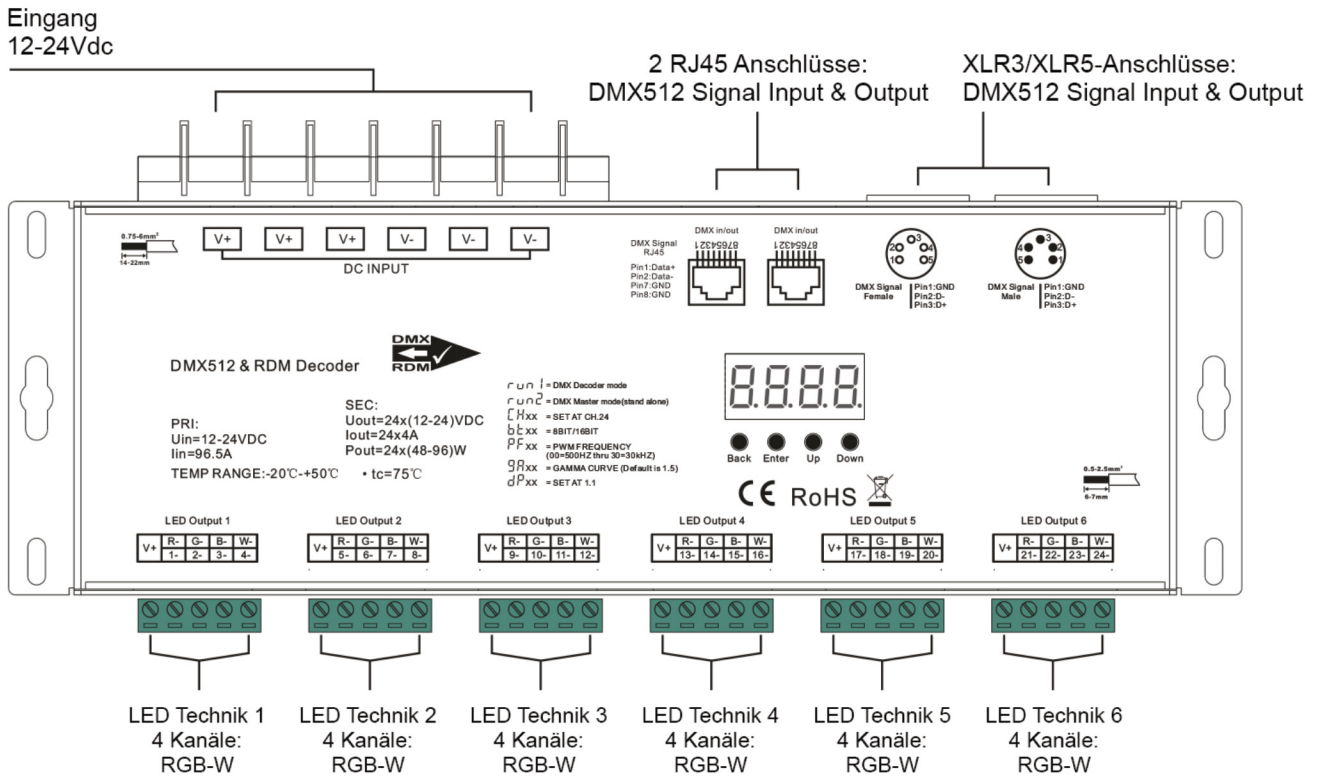 Eingang
12-24Vdc
2 RJ45 Anschlüsse:
DMX512 Signal Input & Output
XLR3/XLR5-Anschlüsse:
DMX512 Signal Input & Output
0.75-6mm²
14-22mm
V+ V+ V+ V- V- V-
DC INPUT
DMX Signal
RJ45
Pin1:Data+
Pin2:Data-
Pin7:GND
Pin8:GND
DMX in/out
87654321
DMX in/out
87654321
3
2 4
1 5
DMX Signal
Female
Pin1:GND
Pin2:D-
Pin3:D+
3
4 2
5 1
DMX Signal
Male
Pin1:GND
Pin2:D-
Pin3:D+
DMX512 & RDM Decoder
DMX
RDM
PRI:
Uin=12-24VDC
Iin=96.5A
SEC:
Uout=24x(12-24)VDC
Iout=24x4A
Pout=24x(48-96)W
TEMP RANGE:-20℃-+50℃ • tc=75℃
run1 = DMX Decoder mode
run2 = DMX Master mode(stand alone)
CHxx = SET AT CH.24
btxx = 8BIT/16BIT
PFxx = PWM FREQUENCY
(00=500HZ thru 30=30kHZ)
gAxx = GAMMA CURVE (Default is 1.5)
dPxx = SET AT 1.1
8.8.8.8.
Back Enter Up Down
CE RoHS
0.5-2.5mm²
6-7mm
LED Output 1
V+ R- G- B- W-
1- 2- 3- 4-
LED Output 2
V+ R- G- B- W-
5- 6- 7- 8-
LED Output 3
V+ R- G- B- W-
9- 10- 11- 12-
LED Output 4
V+ R- G- B- W-
13- 14- 15- 16-
LED Output 5
V+ R- G- B- W-
17- 18- 19- 20-
LED Output 6
V+ R- G- B- W-
21- 22- 23- 24-
LED Technik 1
4 Kanäle:
RGB-W
LED Technik 2
4 Kanäle:
RGB-W
LED Technik 3
4 Kanäle:
RGB-W
LED Technik 4
4 Kanäle:
RGB-W
LED Technik 5
4 Kanäle:
RGB-W
LED Technik 6
4 Kanäle:
RGB-W